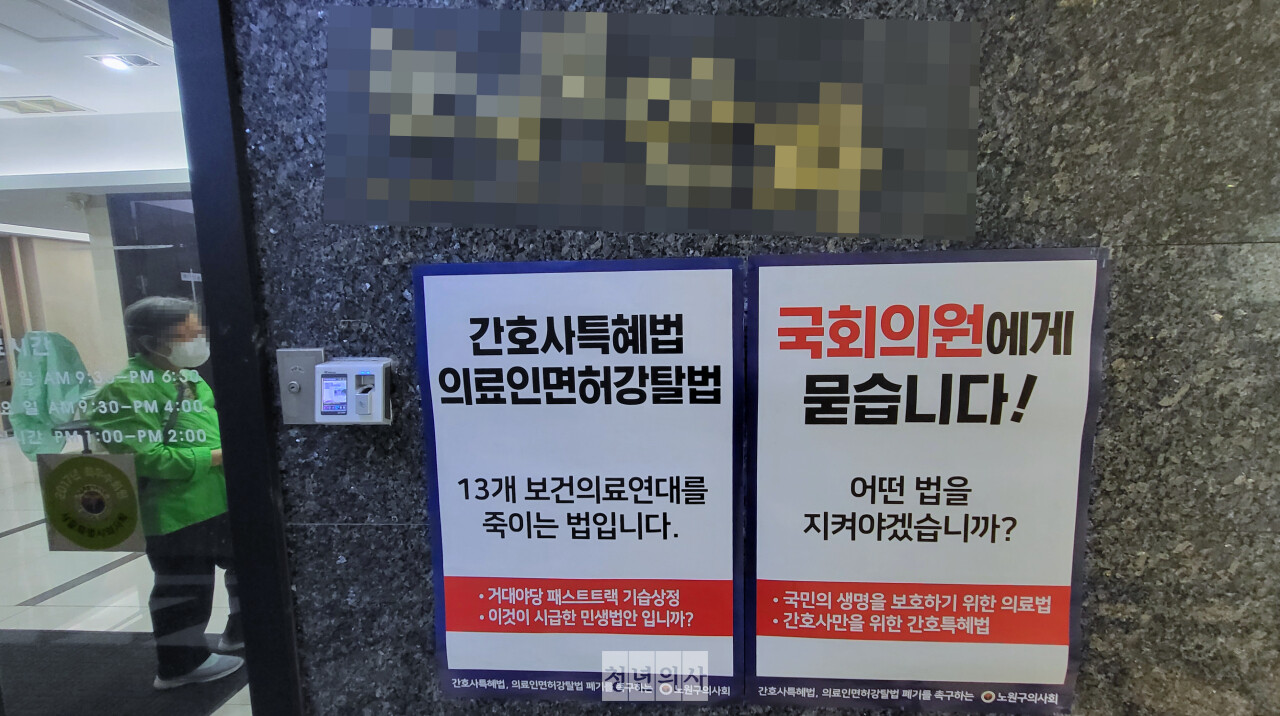 시간
일 AM 9:30-PM 6:30
요일 AM 9:30-PM 4:00
시간 PM 1:00-PM 2:00
간호사특혜법
의료인면허강탈법
13개 보건의료연대를
죽이는 법입니다.
• 거대야당 패스트트랙 기습상정
• 이것이 시급한 민생법안 입니까?
간호사특혜법, 의료인면허강탈법 폐기를 촉구하는 노원구의사회
국회의원에게
묻습니다!
어떤 법을
지켜야겠습니까?
• 국민의 생명을 보호하기 위한 의료법
• 간호사만을 위한 간호특혜법
간호사특혜법, 의료인면허강탈법 폐기를 촉구하는 노원구의사회
청년의사